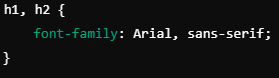 h1, h2 {
    font-family: Arial, sans-serif;
}